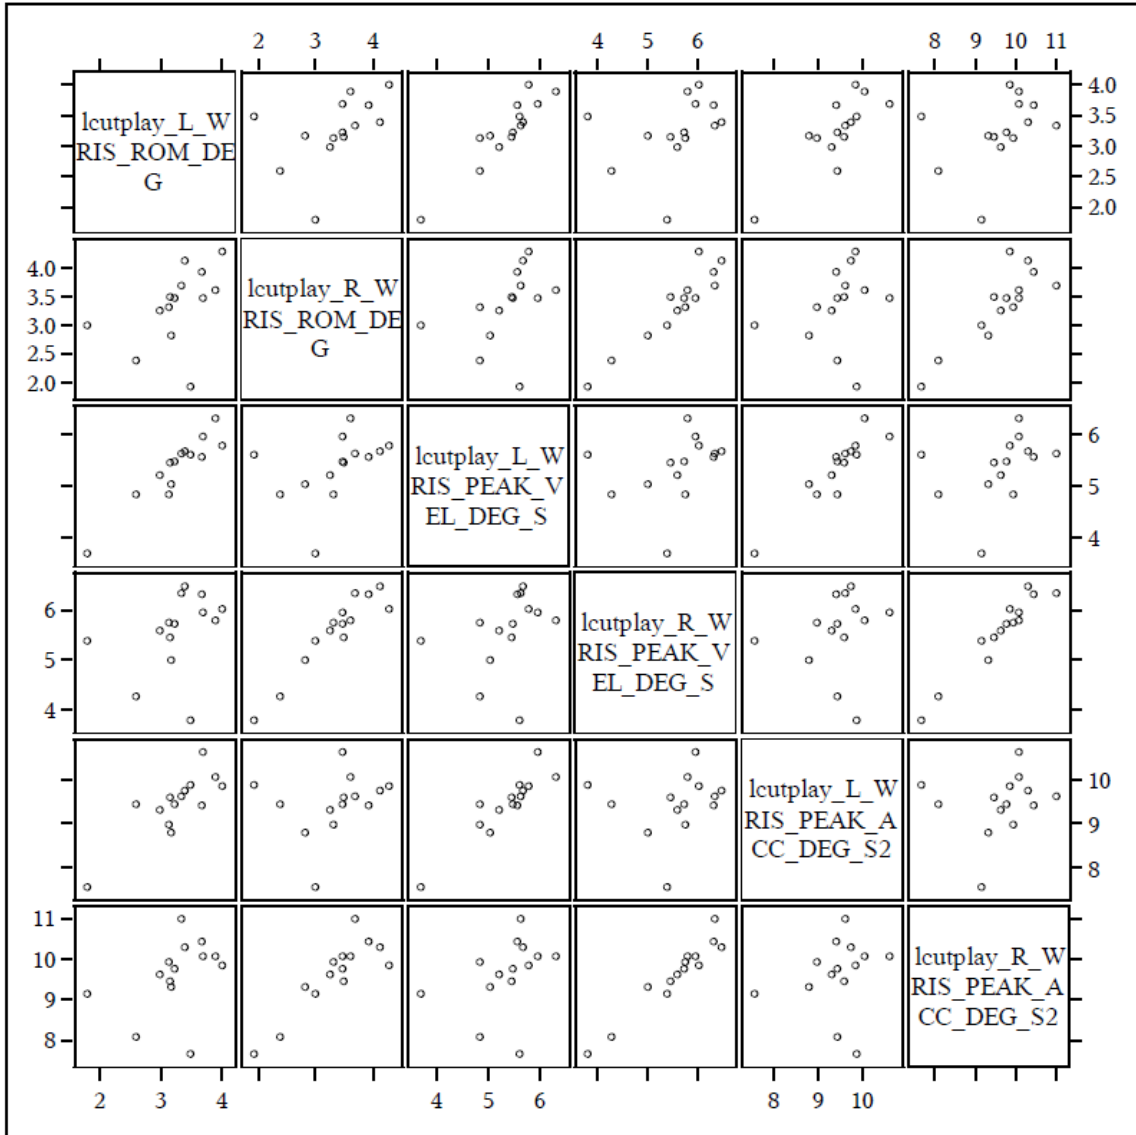 2 3 4 4 5 6 8 9 10 11
lcutplay_L_W
RIS_ROM_DE
G
4.0
3.5
3.0
2.5
2.0
4.0
3.5
3.0
2.5
2.0
lcutplay_R_W
RIS_ROM_DE
G
lcutplay_L_W
RIS_PEAK_V
EL_DEG_S
6
5
4
6
5
4
lcutplay_R_W
RIS_PEAK_V
EL_DEG_S
lcutplay_L_W
RIS_PEAK_A
CC_DEG_S2
10
9
8
11
10
9
8
lcutplay_R_W
RIS_PEAK_A
CC_DEG_S2
2 3 4 4 5 6 8 9 10